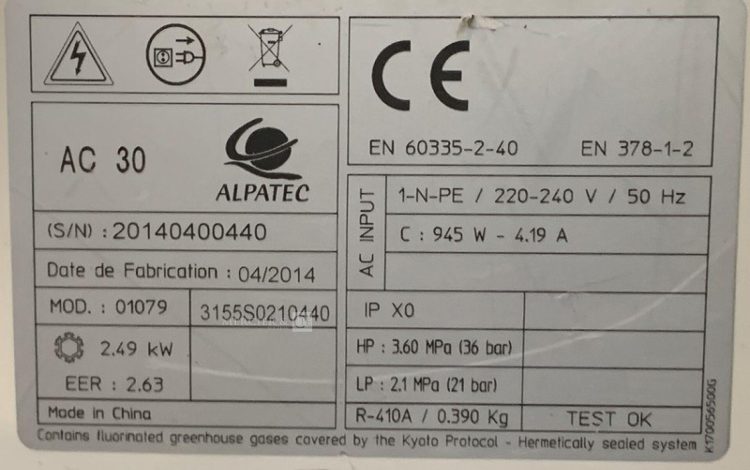 AC 30
ALPATEC
(S/N) : 20140400440
Date de Fabrication : 04/2014
MOD. : 01079
3155S0210440
2.49 kW
EER : 2.63
Made in China
CE
EN 60335-2-40 EN 378-1-2
AC INPUT
1-N-PE / 220-240 V / 50 Hz
C : 945 W - 4.19 A
IP X0
HP : 3.60 MPa (36 bar)
LP : 2.1 MPa (21 bar)
R-410A / 0.390 Kg TEST OK
Contains fluorinated greenhouse gases covered by the Kyoto Protocol - Hermetically sealed system
K170056500G